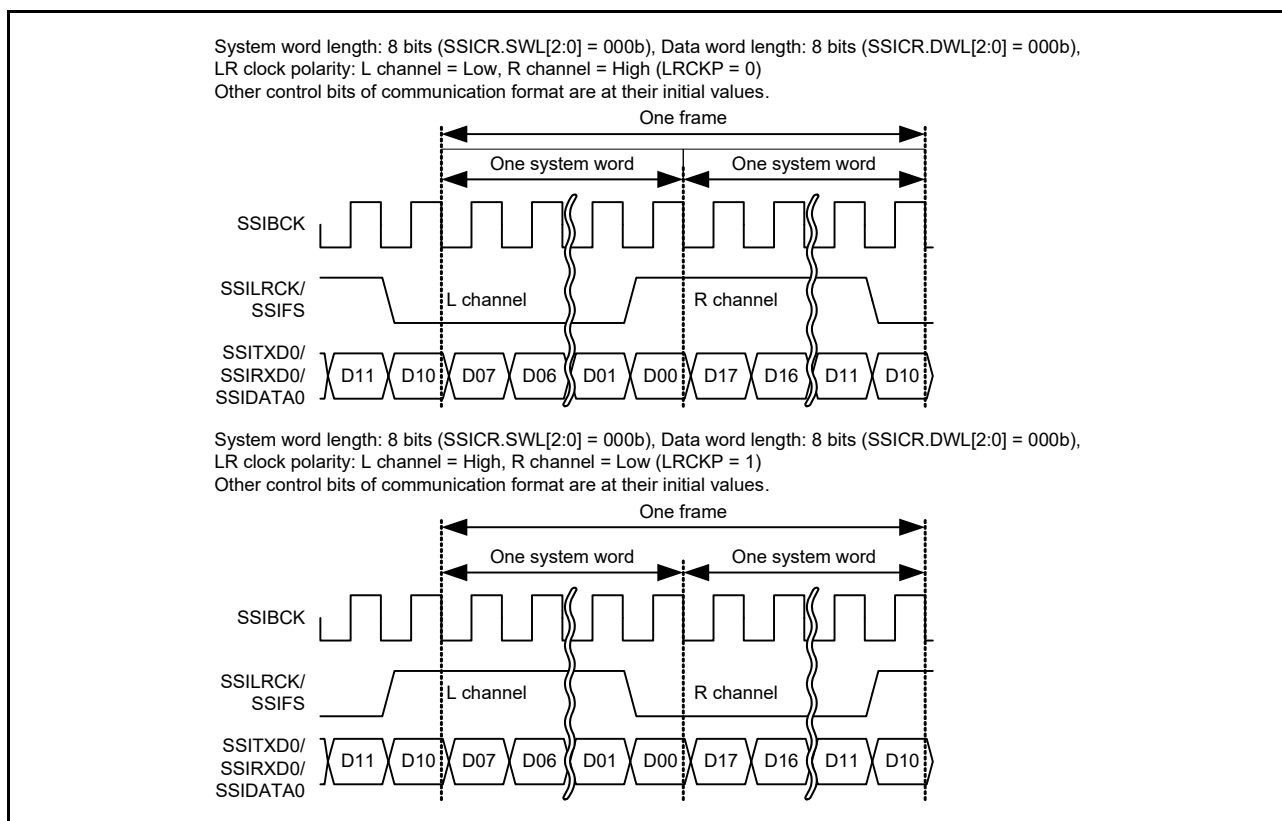 System word length: 8 bits (SSICR.SWL[2:0] = 000b), Data word length: 8 bits (SSICR.DWL[2:0] = 000b),
LR clock polarity: L channel = Low, R channel = High (LRCKP = 0)
Other control bits of communication format are at their initial values.
One frame
One system word One system word
SSIBCK
SSILRCK/
SSIFS
L channel R channel
SSITXD0/
SSIRXD0/
SSIDATA0
D11 D10 D07 D06 D01 D00 D17 D16 D11 D10
System word length: 8 bits (SSICR.SWL[2:0] = 000b), Data word length: 8 bits (SSICR.DWL[2:0] = 000b),
LR clock polarity: L channel = High, R channel = Low (LRCKP = 1)
Other control bits of communication format are at their initial values.
One frame
One system word One system word
SSIBCK
SSILRCK/
SSIFS
L channel R channel
SSITXD0/
SSIRXD0/
SSIDATA0
D11 D10 D07 D06 D01 D00 D17 D16 D11 D10